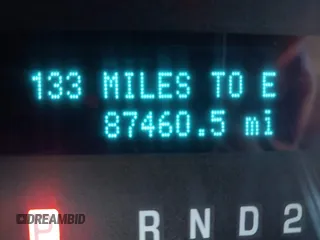 133 MILES TO E
87460.5 mi
P R N D 2
DREAMBID